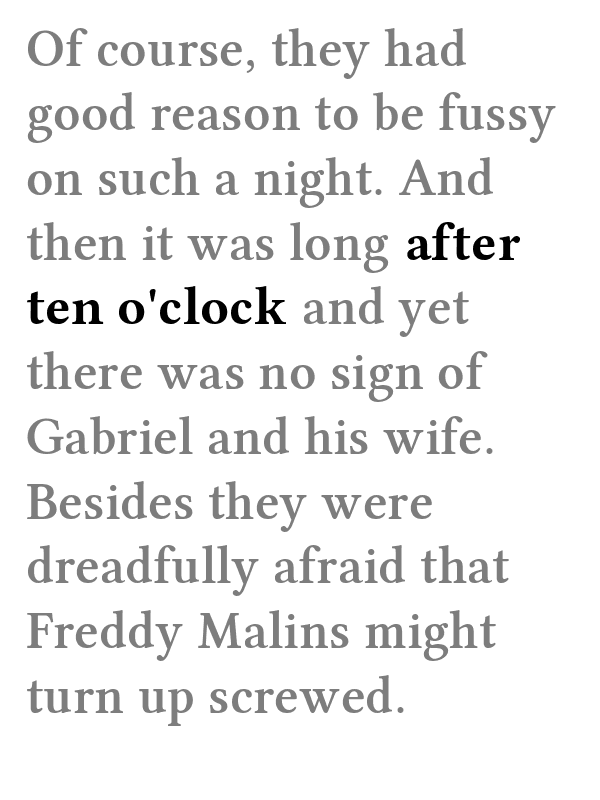 Of course, they had
good reason to be fussy
on such a night. And
then it was long after
ten o'clock and yet
there was no sign of
Gabriel and his wife.
Besides they were
dreadfully afraid that
Freddy Malins might
turn up screwed.